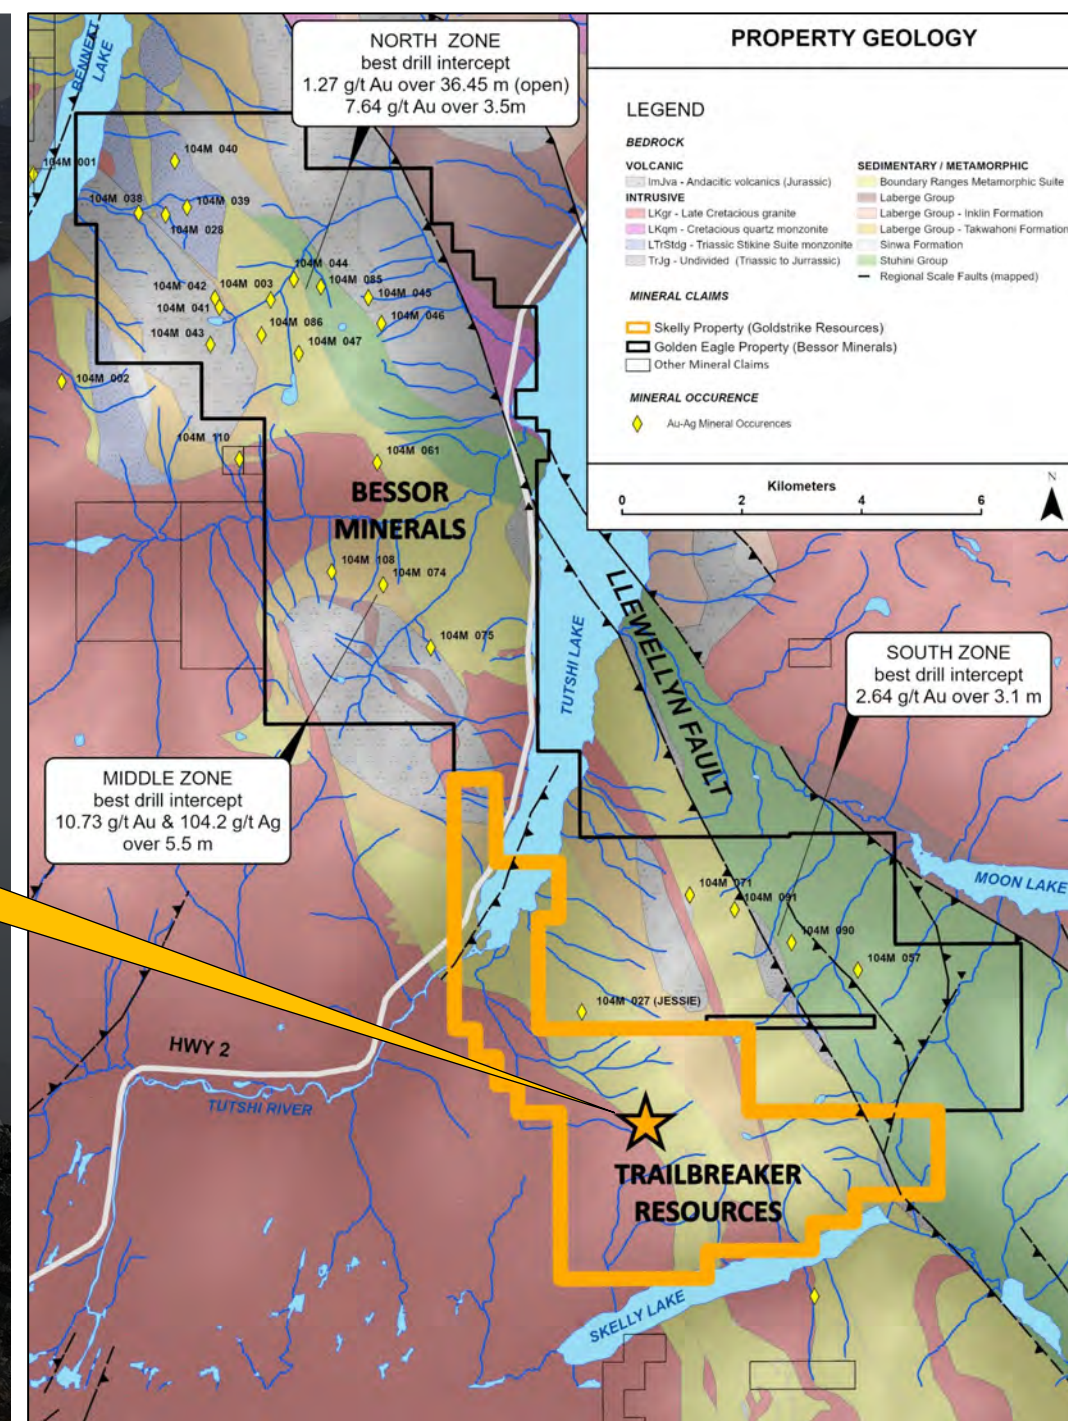 PROPERTY GEOLOGY
LEGEND
BEDROCK
VOLCANIC
lmJva - Andacitic volcanics (Jurassic)
INTRUSIVE
LKgr - Late Cretacious granite
LKqm - Cretacious quartz monzonite
LTrStdg - Triassic Stikine Suite monzonite
TrJg - Undivided (Triassic to Jurrassic)
SEDIMENTARY / METAMORPHIC
Boundary Ranges Metamorphic Suite
Laberge Group
Laberge Group - Inklin Formation
Laberge Group - Takwahoni Formation
Sinwa Formation
Stuhini Group
Regional Scale Faults (mapped)
MINERAL CLAIMS
Skelly Property (Goldstrike Resources)
Golden Eagle Property (Bessor Minerals)
Other Mineral Claims
MINERAL OCCURENCE
Au-Ag Mineral Occurences
Kilometers
0 2 4 6
N
BENNETT
LAKE
NORTH ZONE
best drill intercept
1.27 g/t Au over 36.45 m (open)
7.64 g/t Au over 3.5m
104M 001
104M 040
104M 038
104M 039
104M 028
104M 044
104M 042
104M 003
104M 085
104M 045
104M 041
104M 046
104M 043
104M 086
104M 047
104M 002
104M 110
104M 061
BESSOR
MINERALS
104M 108
104M 074
104M 075
TUTSHI LAKE
LLEWELLYN FAULT
SOUTH ZONE
best drill intercept
2.64 g/t Au over 3.1 m
MIDDLE ZONE
best drill intercept
10.73 g/t Au & 104.2 g/t Ag
over 5.5 m
MOON LAKE
104M 071
104M 091
104M 090
104M 057
104M 027 (JESSIE)
HWY 2
TUTSHI RIVER
TRAILBREAKER
RESOURCES
SKELLY LAKE